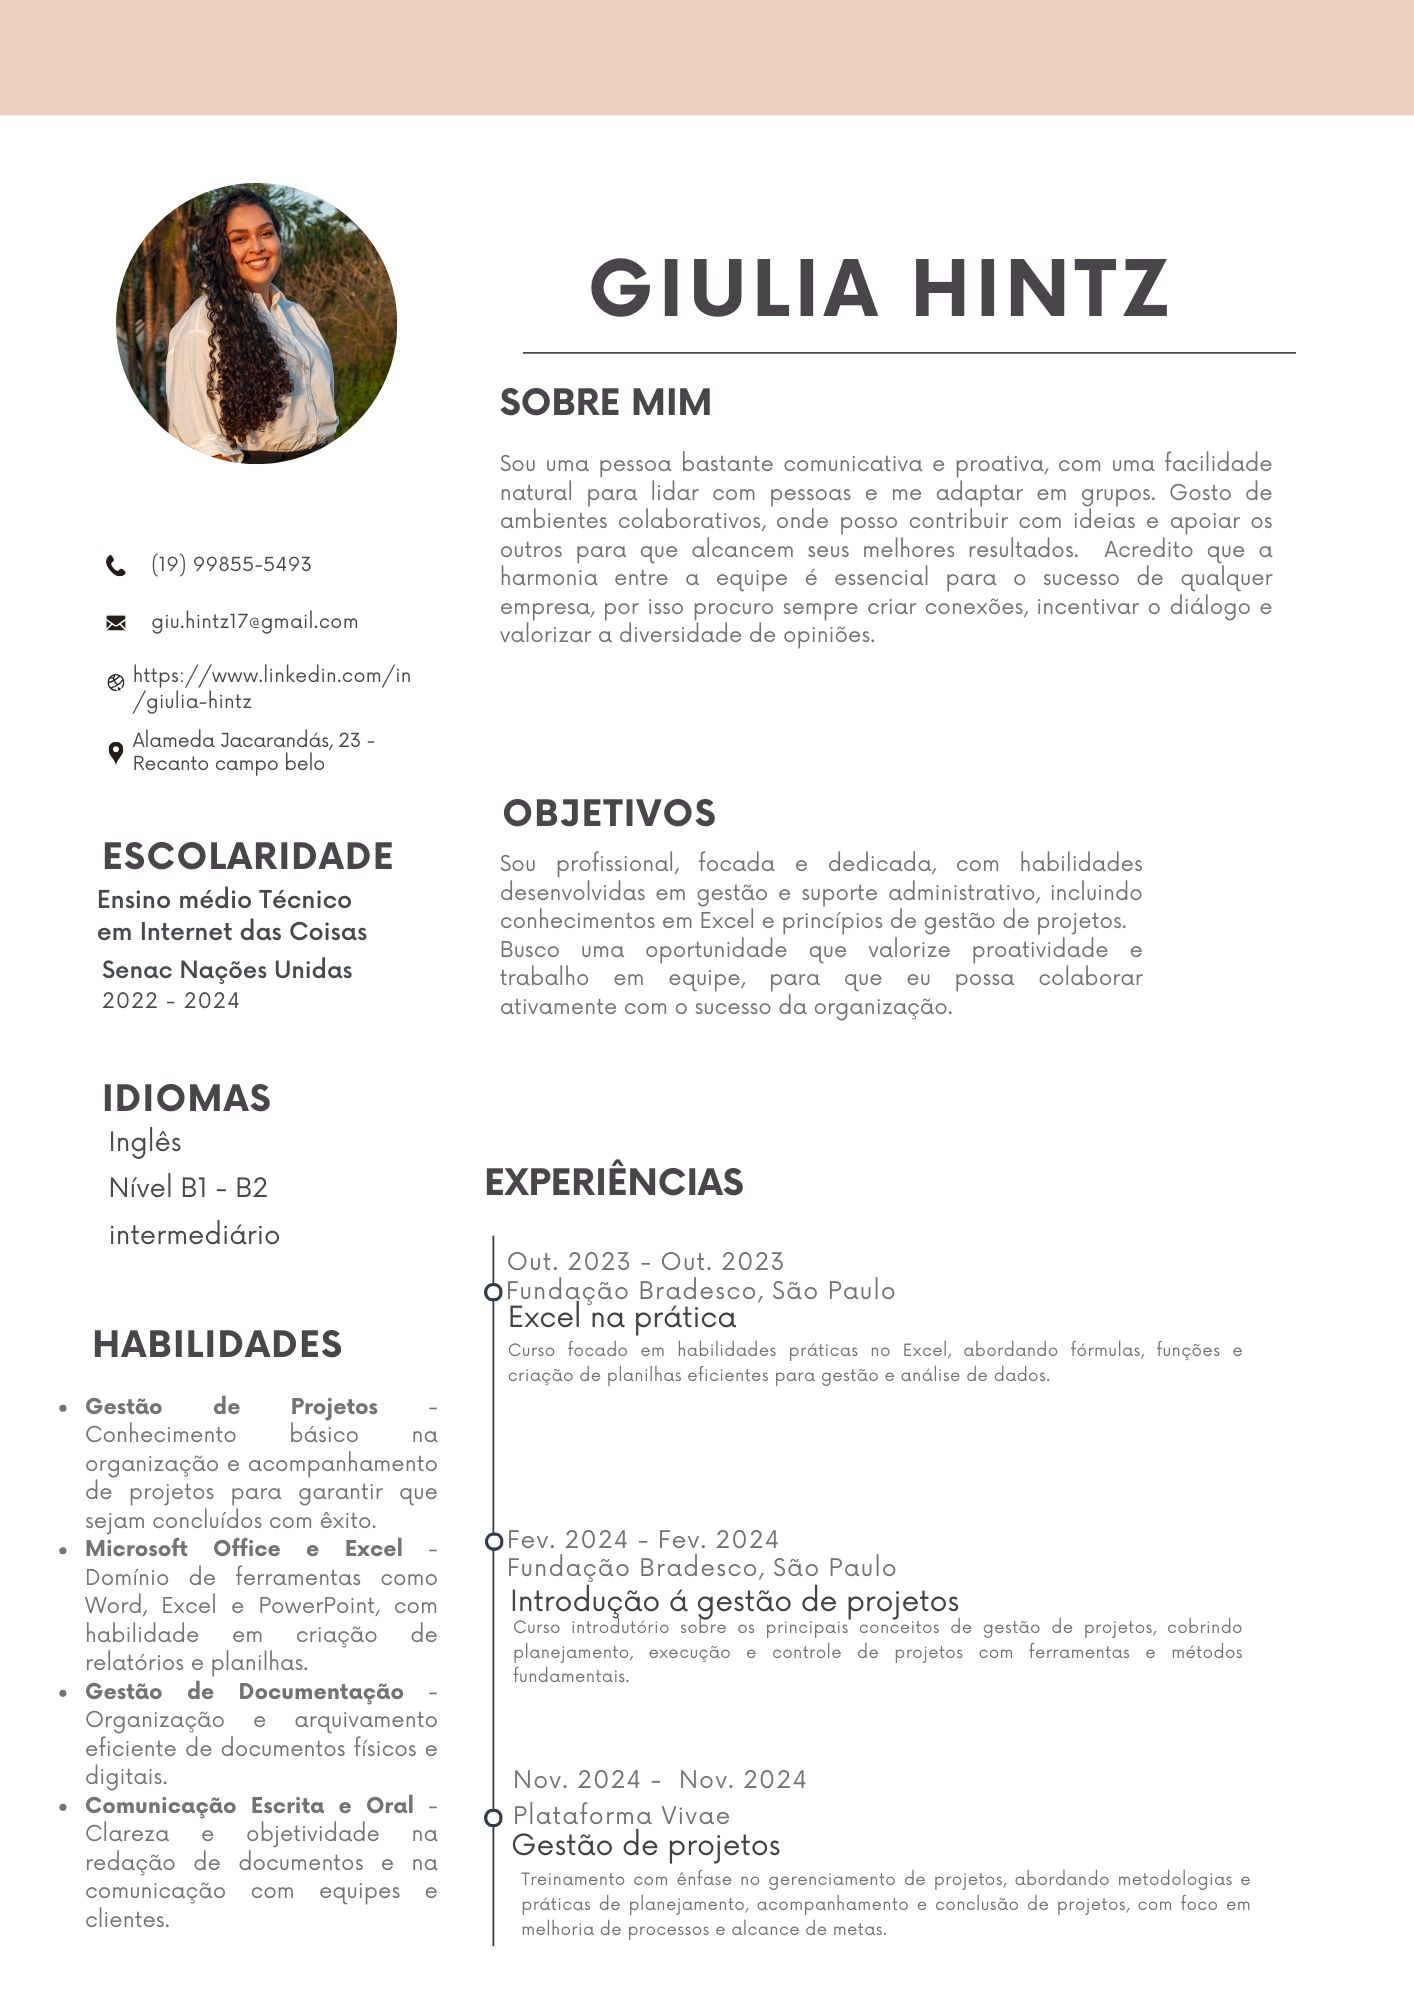 GIULIA HINTZ
(19) 99855-5493
giu.hintz17@gmail.com
https://www.linkedin.com/in
/giulia-hintz
Alameda Jacarandás, 23 -
Recanto campo belo
ESCOLARIDADE
Ensino médio Técnico
em Internet das Coisas
Senac Nações Unidas
2022 - 2024
IDIOMAS
Inglês
Nível B1 - B2
intermediário
HABILIDADES
• Gestão de Projetos -
Conhecimento básico na
organização e acompanhamento
de projetos para garantir que
sejam concluídos com êxito.
• Microsoft Office e Excel -
Domínio de ferramentas como
Word, Excel e PowerPoint, com
habilidade em criação de
relatórios e planilhas.
• Gestão de Documentação -
Organização e arquivamento
eficiente de documentos físicos e
digitais.
• Comunicação Escrita e Oral -
Clareza e objetividade na
redação de documentos e na
comunicação com equipes e
clientes.
SOBRE MIM
Sou uma pessoa bastante comunicativa e proativa, com uma facilidade
natural para lidar com pessoas e me adaptar em grupos. Gosto de
ambientes colaborativos, onde posso contribuir com ideias e apoiar os
outros para que alcancem seus melhores resultados. Acredito que a
harmonia entre a equipe é essencial para o sucesso de qualquer
empresa, por isso procuro sempre criar conexões, incentivar o diálogo e
valorizar a diversidade de opiniões.
OBJETIVOS
Sou profissional, focada e dedicada, com habilidades
desenvolvidas em gestão e suporte administrativo, incluindo
conhecimentos em Excel e princípios de gestão de projetos.
Busco uma oportunidade que valorize proatividade e
trabalho em equipe, para que eu possa colaborar
ativamente com o sucesso da organização.
EXPERIÊNCIAS
Out. 2023 - Out. 2023
Fundação Bradesco, São Paulo
Excel na prática
Curso focado em habilidades práticas no Excel, abordando fórmulas, funções e
criação de planilhas eficientes para gestão e análise de dados.
Fev. 2024 - Fev. 2024
Fundação Bradesco, São Paulo
Introdução á gestão de projetos
Curso introdutório sobre os principais conceitos de gestão de projetos, cobrindo
planejamento, execução e controle de projetos com ferramentas e métodos
fundamentais.
Nov. 2024 - Nov. 2024
Plataforma Vivae
Gestão de projetos
Treinamento com ênfase no gerenciamento de projetos, abordando metodologias e
práticas de planejamento, acompanhamento e conclusão de projetos, com foco em
melhoria de processos e alcance de metas.